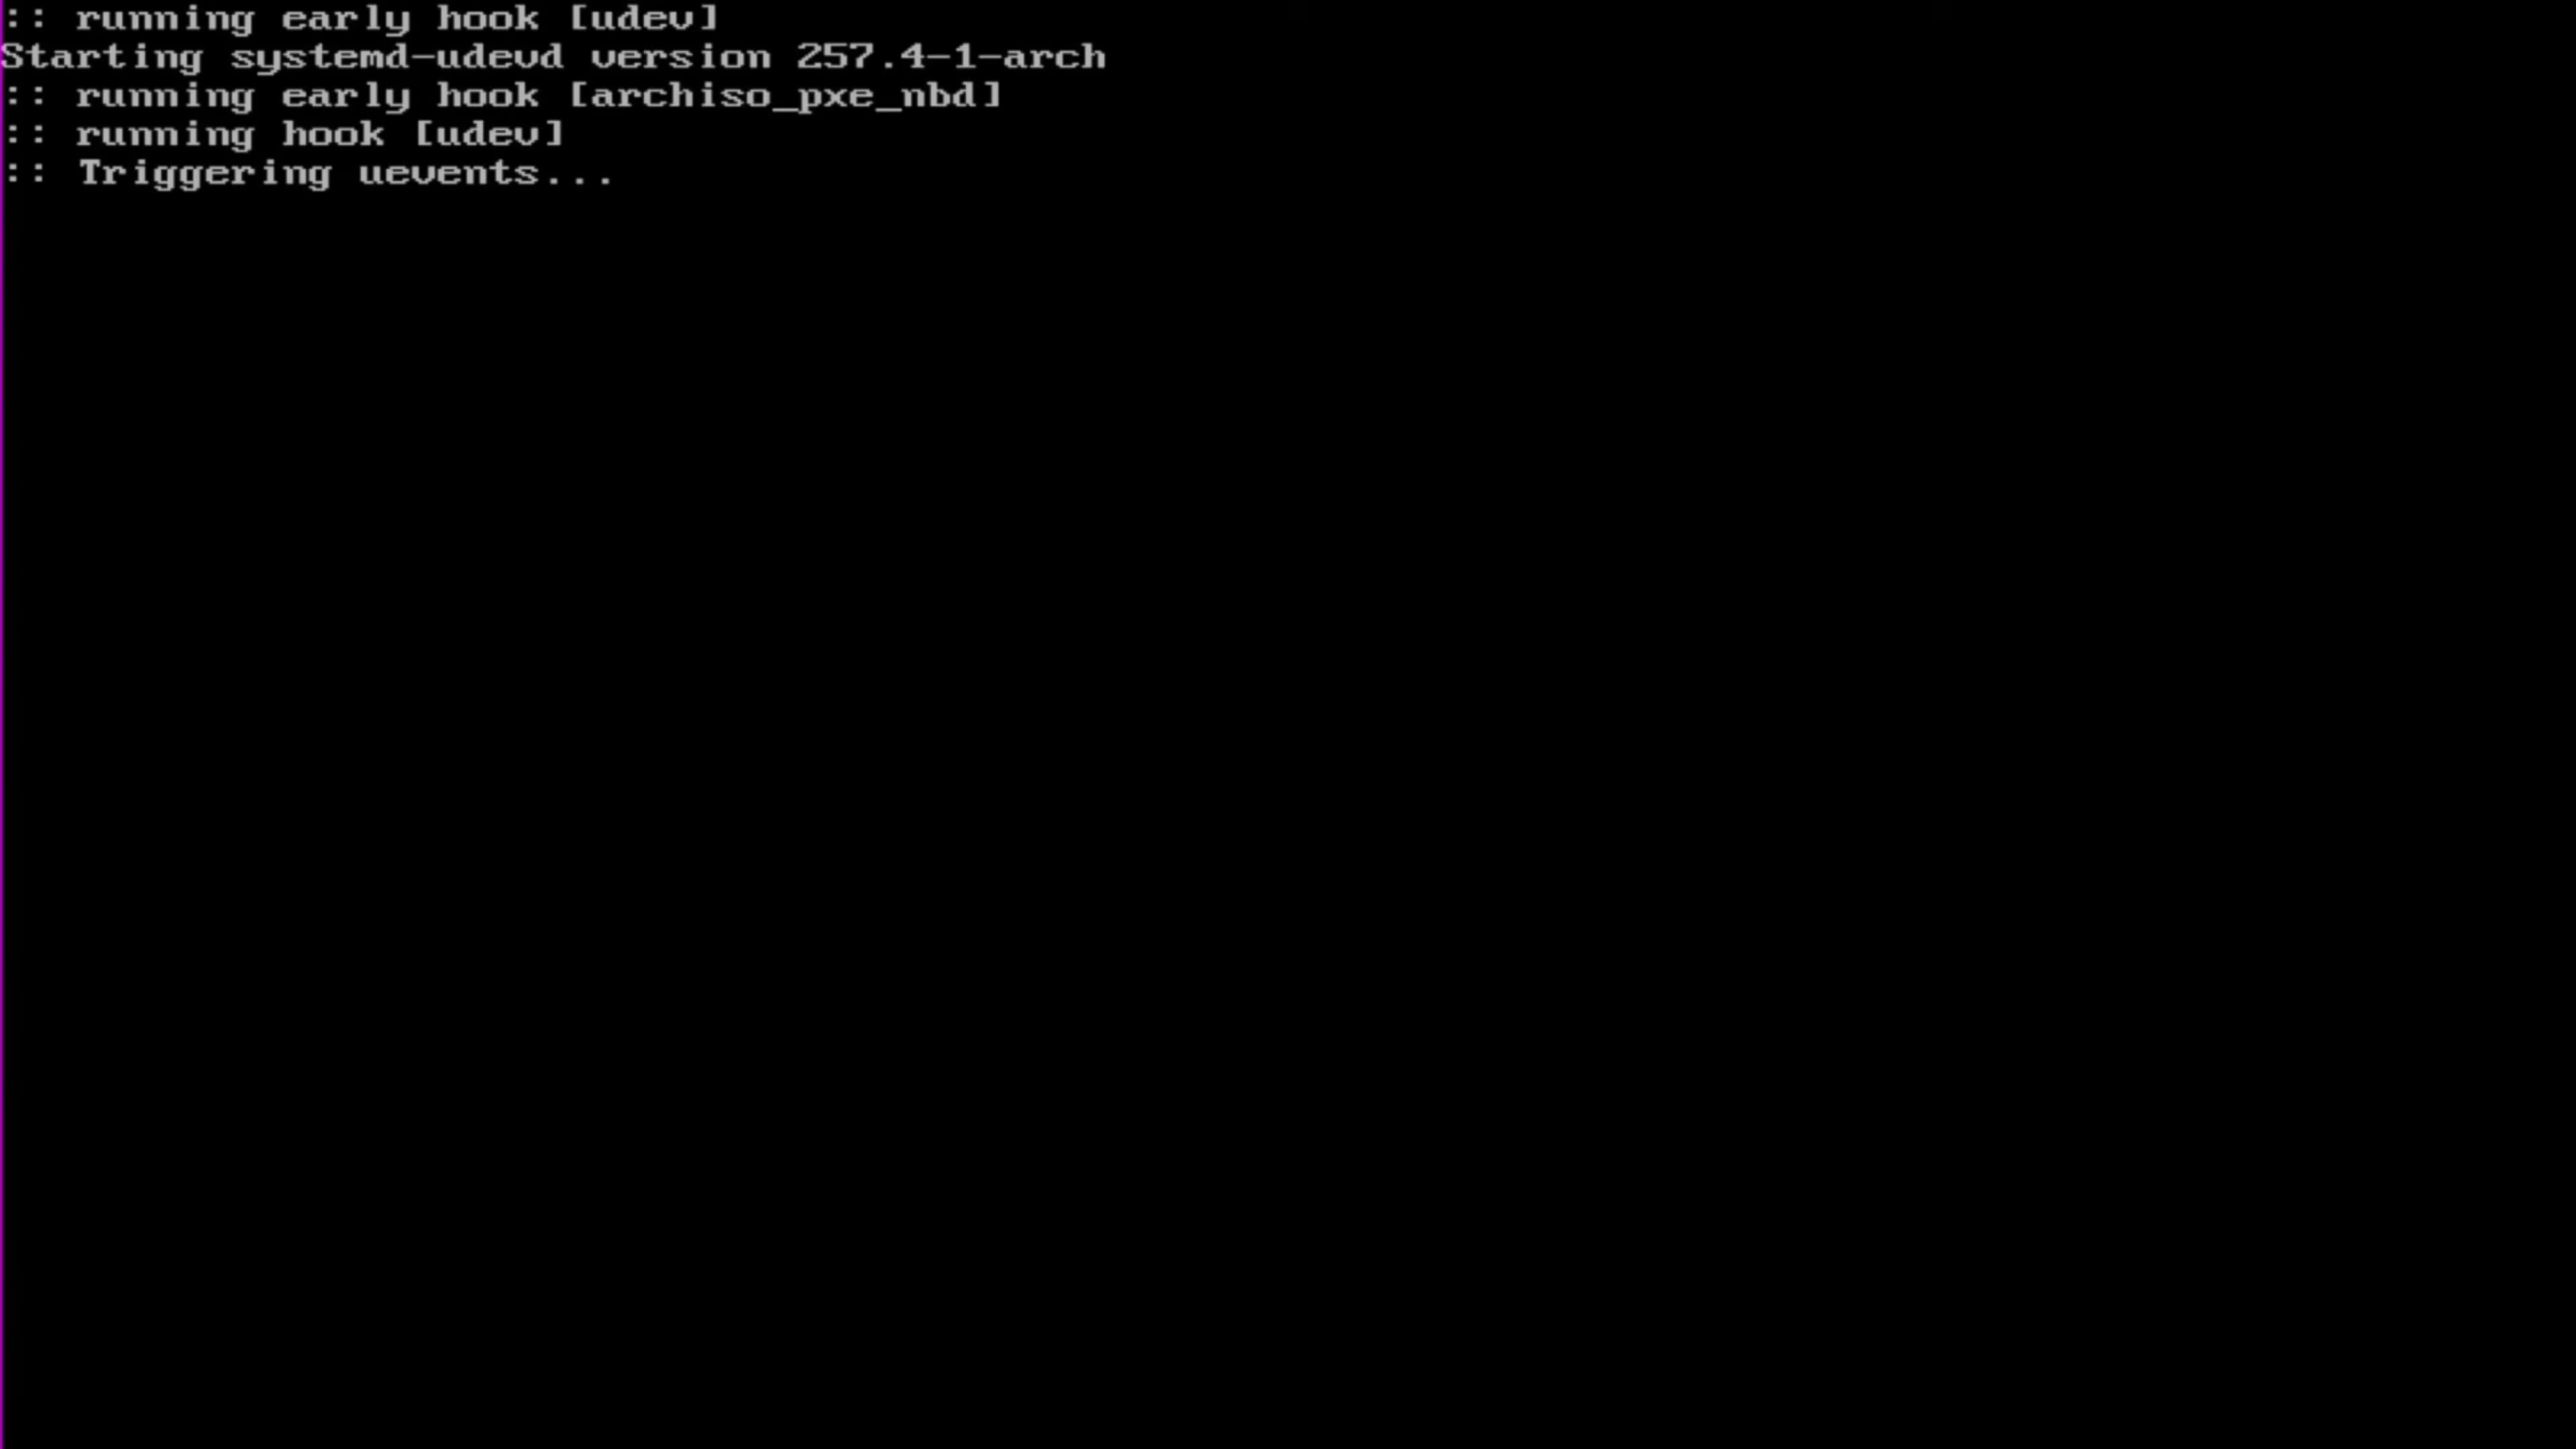 :: running early hook [udev]
Starting systemd-udevd version 257.4-1-arch
:: running early hook [archiso_pxe_nbd]
:: running hook [udev]
:: Triggering uevents...